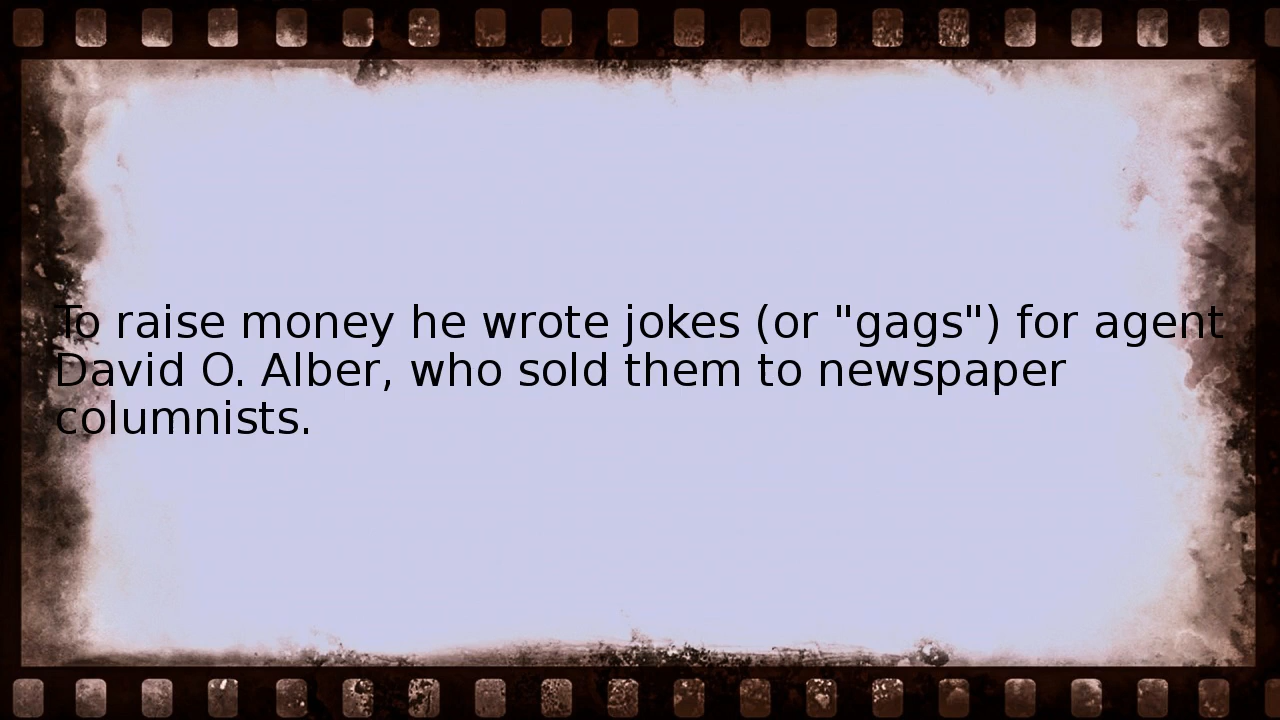 To raise money he wrote jokes (or "gags") for agent
David O. Alber, who sold them to newspaper
columnists.